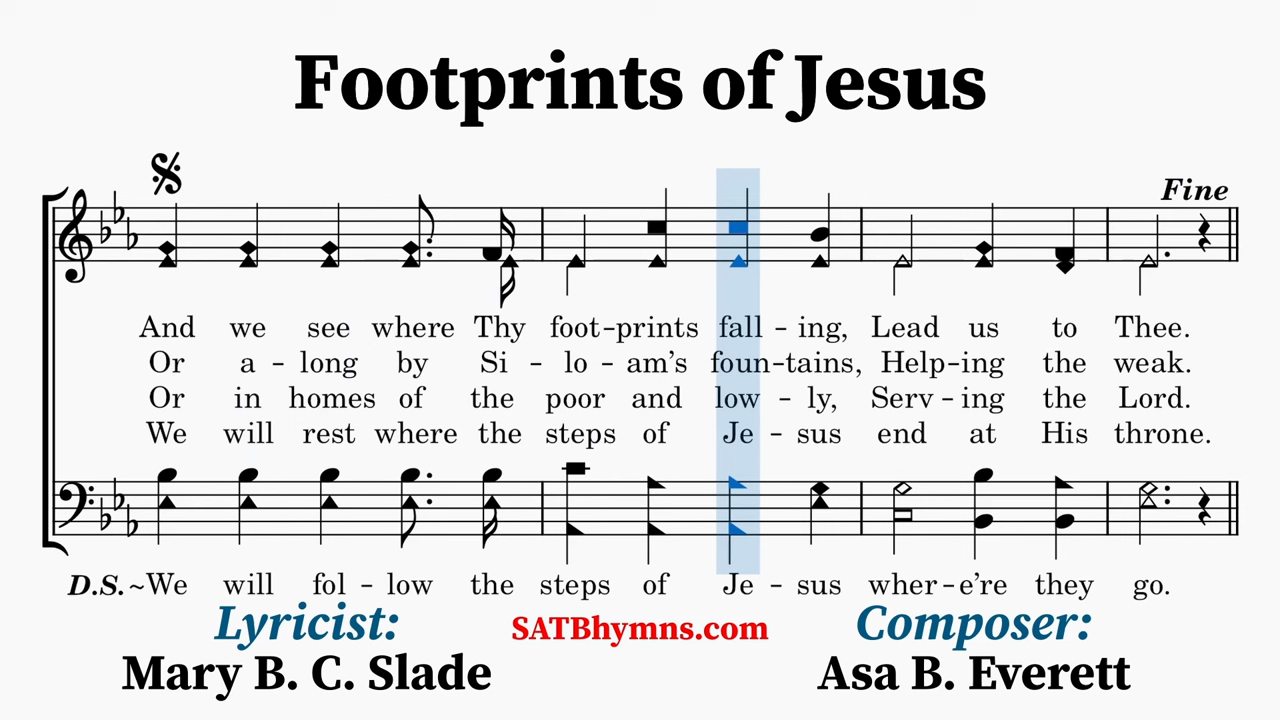 Footprints of Jesus
Fine
And we see where Thy foot-prints fall - ing, Lead us to Thee.
Or a - long by Si - lo - am's foun-tains, Help-ing the weak.
Or in homes of the poor and low - ly, Serv - ing the Lord.
We will rest where the steps of Je - sus end at His throne.
D.S.~We will fol - low the steps of Je - sus wher-e're they go.
Lyricist:
SATBhymns.com
Composer:
Mary B. C. Slade
Asa B. Everett